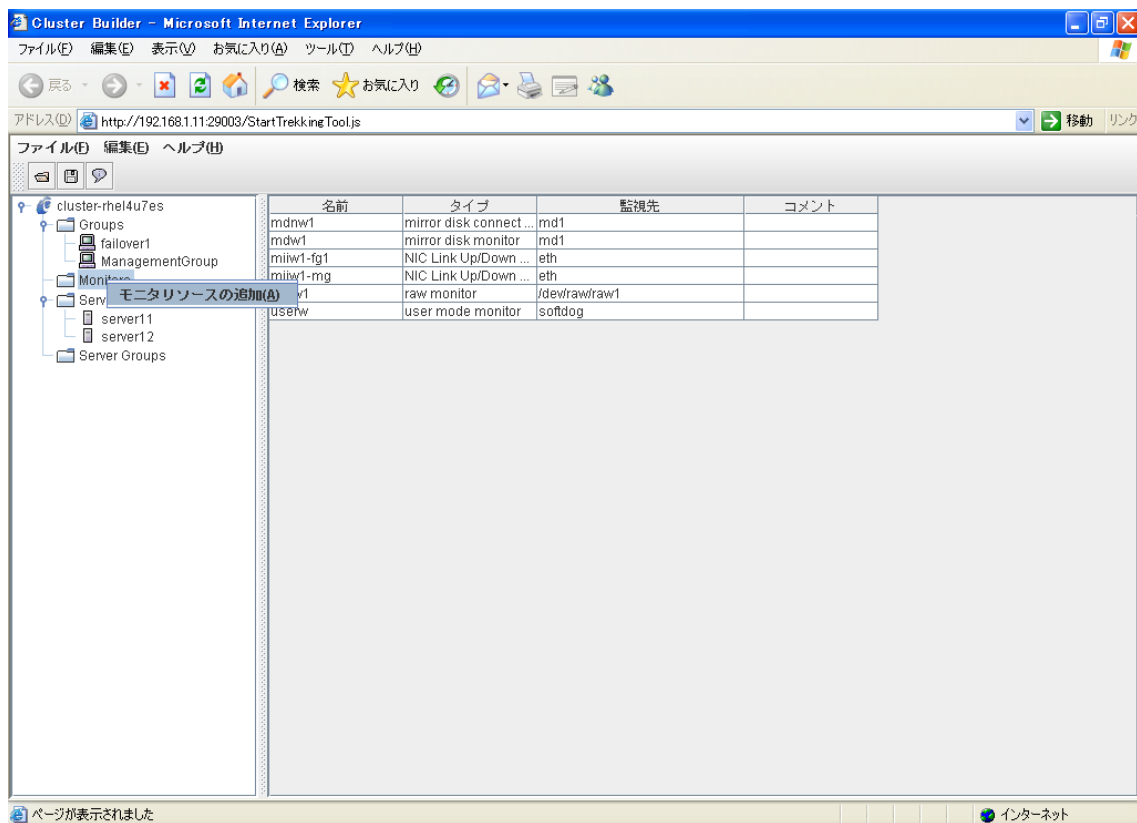 Cluster Builder - Microsoft Internet Explorer
ファイル(F) 編集(E) 表示(V) お気に入り(A) ツール(T) ヘルプ(H)
戻る 検索 お気に入り
アドレス(D) http://192.168.1.11:29003/StartTrekkingTool.js 移動 リンク
ファイル(F) 編集(E) ヘルプ(H)
cluster-rhel4u7es
Groups
failover1
ManagementGroup
Monitors
モニタリソースの追加(A)
server11
server12
Server Groups
名前 タイプ 監視先 コメント
mdnw1 mirror disk connect ... md1
mdw1 mirror disk monitor md1
miiw1-fg1 NIC Link Up/Down ... eth
miiw1-mg NIC Link Up/Down ... eth
raw monitor /dev/raw/raw1
userw user mode monitor softdog
ページが表示されました インターネット